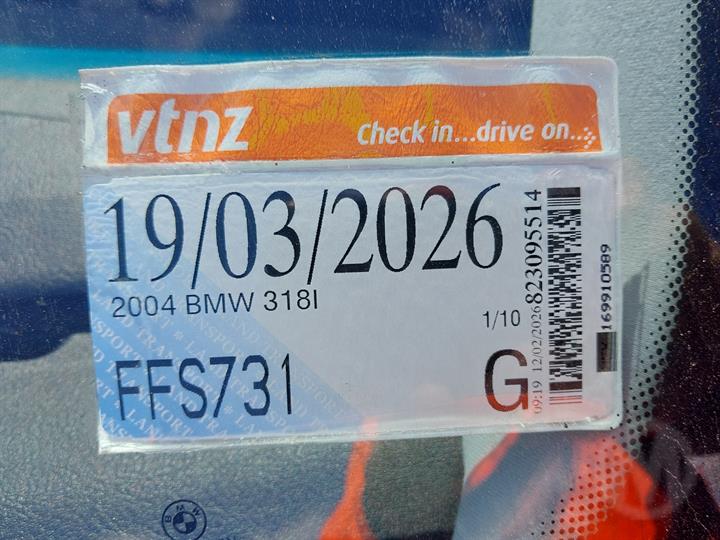 vtnz
Check in...drive on...
19/03/2026
2004 BMW 318I
1/10
FFS731
G
09:19 12/02/2026 823095514
169910589
BMW